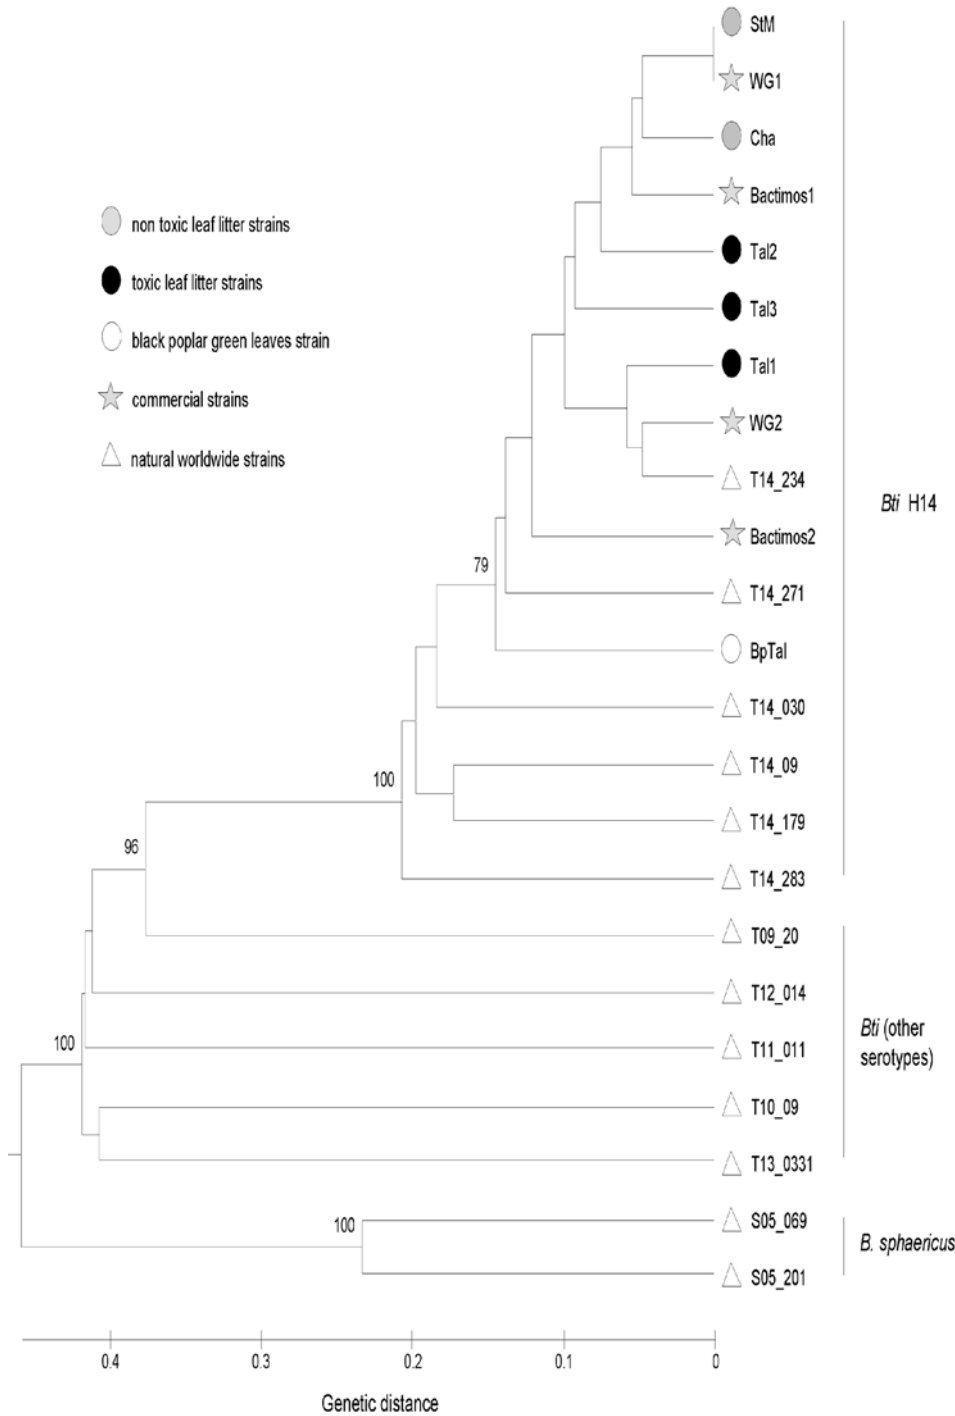 StM
WG1
Cha
Bactimos1
non toxic leaf litter strains
Tal2
toxic leaf litter strains
Tal3
black poplar green leaves strain
Tal1
commercial strains
WG2
natural worldwide strains
T14_234
Bti H14
Bactimos2
79
T14_271
BpTal
T14_030
T14_09
100
T14_179
96
T14_283
T09_20
T12_014
Bti (other
serotypes)
100
T11_011
T10_09
T13_0331
100
S05_069
B. sphaericus
S05_201
0.4 0.3 0.2 0.1 0
Genetic distance